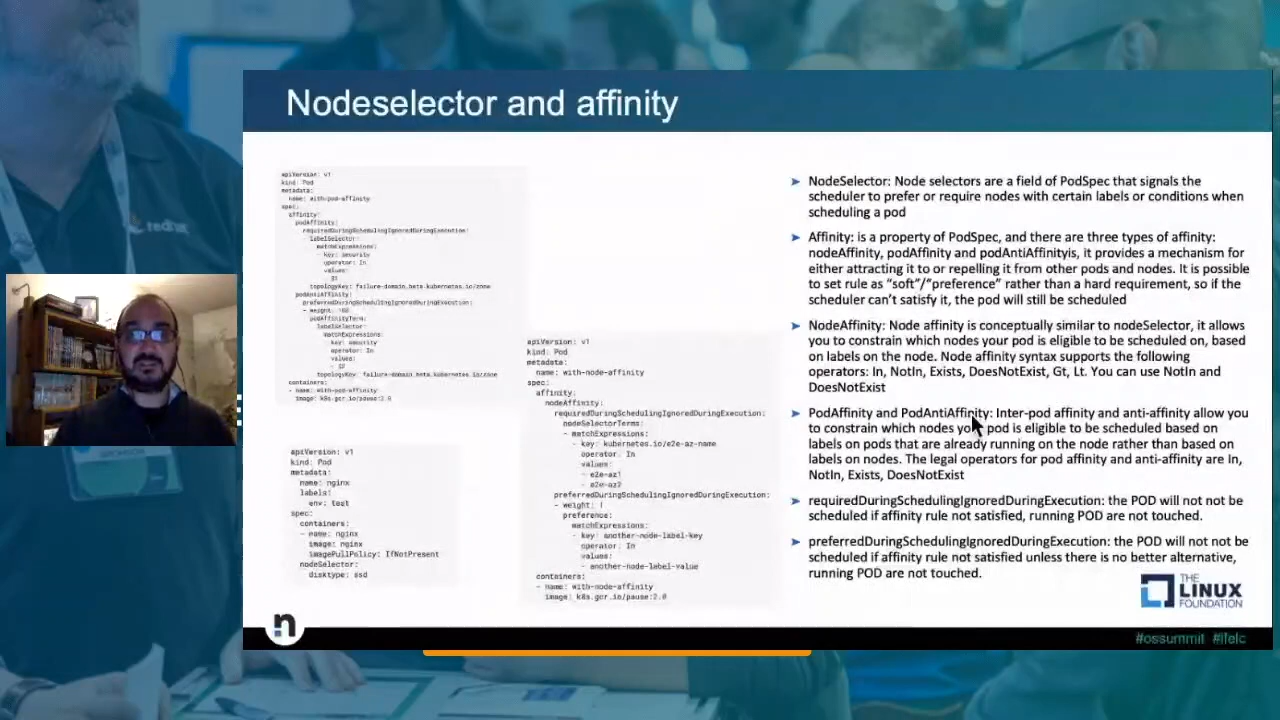 Nodeselector and affinity
apiVersion: v1
kind: Pod
metadata:
name: with-pod-affinity
spec:
affinity:
podAffinity:
requiredDuringSchedulingIgnoredDuringExecution:
- labelSelector:
matchExpressions:
- key: security
operator: In
values:
- S1
topologyKey: failure-domain.beta.kubernetes.io/zone
podAntiAffinity:
preferredDuringSchedulingIgnoredDuringExecution:
- weight: 100
podAffinityTerm:
labelSelector:
matchExpressions:
- key: security
operator: In
values:
- S2
topologyKey: failure-domain.beta.kubernetes.io/zone
containers:
- name: with-pod-affinity
image: k8s.gcr.io/pause:2.0
apiVersion: v1
kind: Pod
metadata:
name: nginx
labels:
env: test
spec:
containers:
- name: nginx
image: nginx
imagePullPolicy: IfNotPresent
nodeSelector:
disktype: ssd
apiVersion: v1
kind: Pod
metadata:
name: with-node-affinity
spec:
affinity:
nodeAffinity:
requiredDuringSchedulingIgnoredDuringExecution:
nodeSelectorTerms:
- matchExpressions:
- key: kubernetes.io/e2e-az-name
operator: In
values:
- e2e-az1
- e2e-az2
preferredDuringSchedulingIgnoredDuringExecution:
- weight: 1
preference:
matchExpressions:
- key: another-node-label-key
operator: In
values:
- another-node-label-value
containers:
- name: with-node-affinity
image: k8s.gcr.io/pause:2.0
NodeSelector: Node selectors are a field of PodSpec that signals the
scheduler to prefer or require nodes with certain labels or conditions when
scheduling a pod
Affinity: is a property of PodSpec, and there are three types of affinity:
nodeAffinity, podAffinity and podAntiAffinityis, it provides a mechanism for
either attracting it to or repelling it from other pods and nodes. It is possible
to set rule as "soft"/"preference" rather than a hard requirement, so if the
scheduler can't satisfy it, the pod will still be scheduled
NodeAffinity: Node affinity is conceptually similar to nodeSelector, it allows
you to constrain which nodes your pod is eligible to be scheduled on, based
on labels on the node. Node affinity syntax supports the following
operators: In, NotIn, Exists, DoesNotExist, Gt, Lt. You can use NotIn and
DoesNotExist
PodAffinity and PodAntiAffinity: Inter-pod affinity and anti-affinity allow you
to constrain which nodes your pod is eligible to be scheduled based on
labels on pods that are already running on the node rather than based on
labels on nodes. The legal operators for pod affinity and anti-affinity are In,
NotIn, Exists, DoesNotExist
requiredDuringSchedulingIgnoredDuringExecution: the POD will not not be
scheduled if affinity rule not satisfied, running POD are not touched.
preferredDuringSchedulingIgnoredDuringExecution: the POD will not not be
scheduled if affinity rule not satisfied unless there is no better alternative,
running POD are not touched.
THE
LINUX
FOUNDATION
n
#ossummit #lfelc